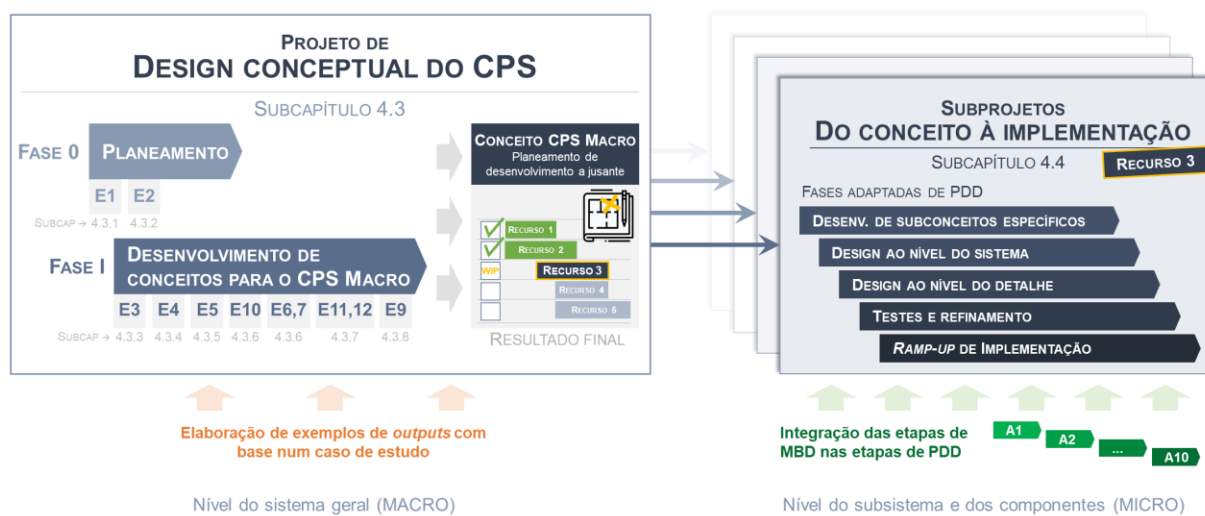 PROJETO DE
DESIGN CONCEPTUAL DO CPS
SUBCAPÍTULO 4.3
FASE 0
PLANEAMENTO
E1 E2
SUBCAP → 4.3.1 4.3.2
FASE I
DESENVOLVIMENTO DE
CONCEITOS PARA O CPS MACRO
E3 E4 E5 E10 E6,7 E11,12 E9
SUBCAP → 4.3.3 4.3.4 4.3.5 4.3.6 4.3.6 4.3.7 4.3.8
CONCEITO CPS MACRO
Planeamento de
desenvolvimento a jusante
RECURSO 1
RECURSO 2
WIP RECURSO 3
RECURSO 4
RECURSO 5
RESULTADO FINAL
SUBPROJETOS
DO CONCEITO À IMPLEMENTAÇÃO
SUBCAPÍTULO 4.4
RECURSO 3
FASES ADAPTADAS DE PDD
DESENV. DE SUBCONCEITOS ESPECÍFICOS
DESIGN AO NÍVEL DO SISTEMA
DESIGN AO NÍVEL DO DETALHE
TESTES E REFINAMENTO
RAMP-UP DE IMPLEMENTAÇÃO
Elaboração de exemplos de outputs com
base num caso de estudo
Integração das etapas de
MBD nas etapas de PDD
A1
A2
...
A10
Nível do sistema geral (MACRO)
Nível do subsistema e dos componentes (MICRO)